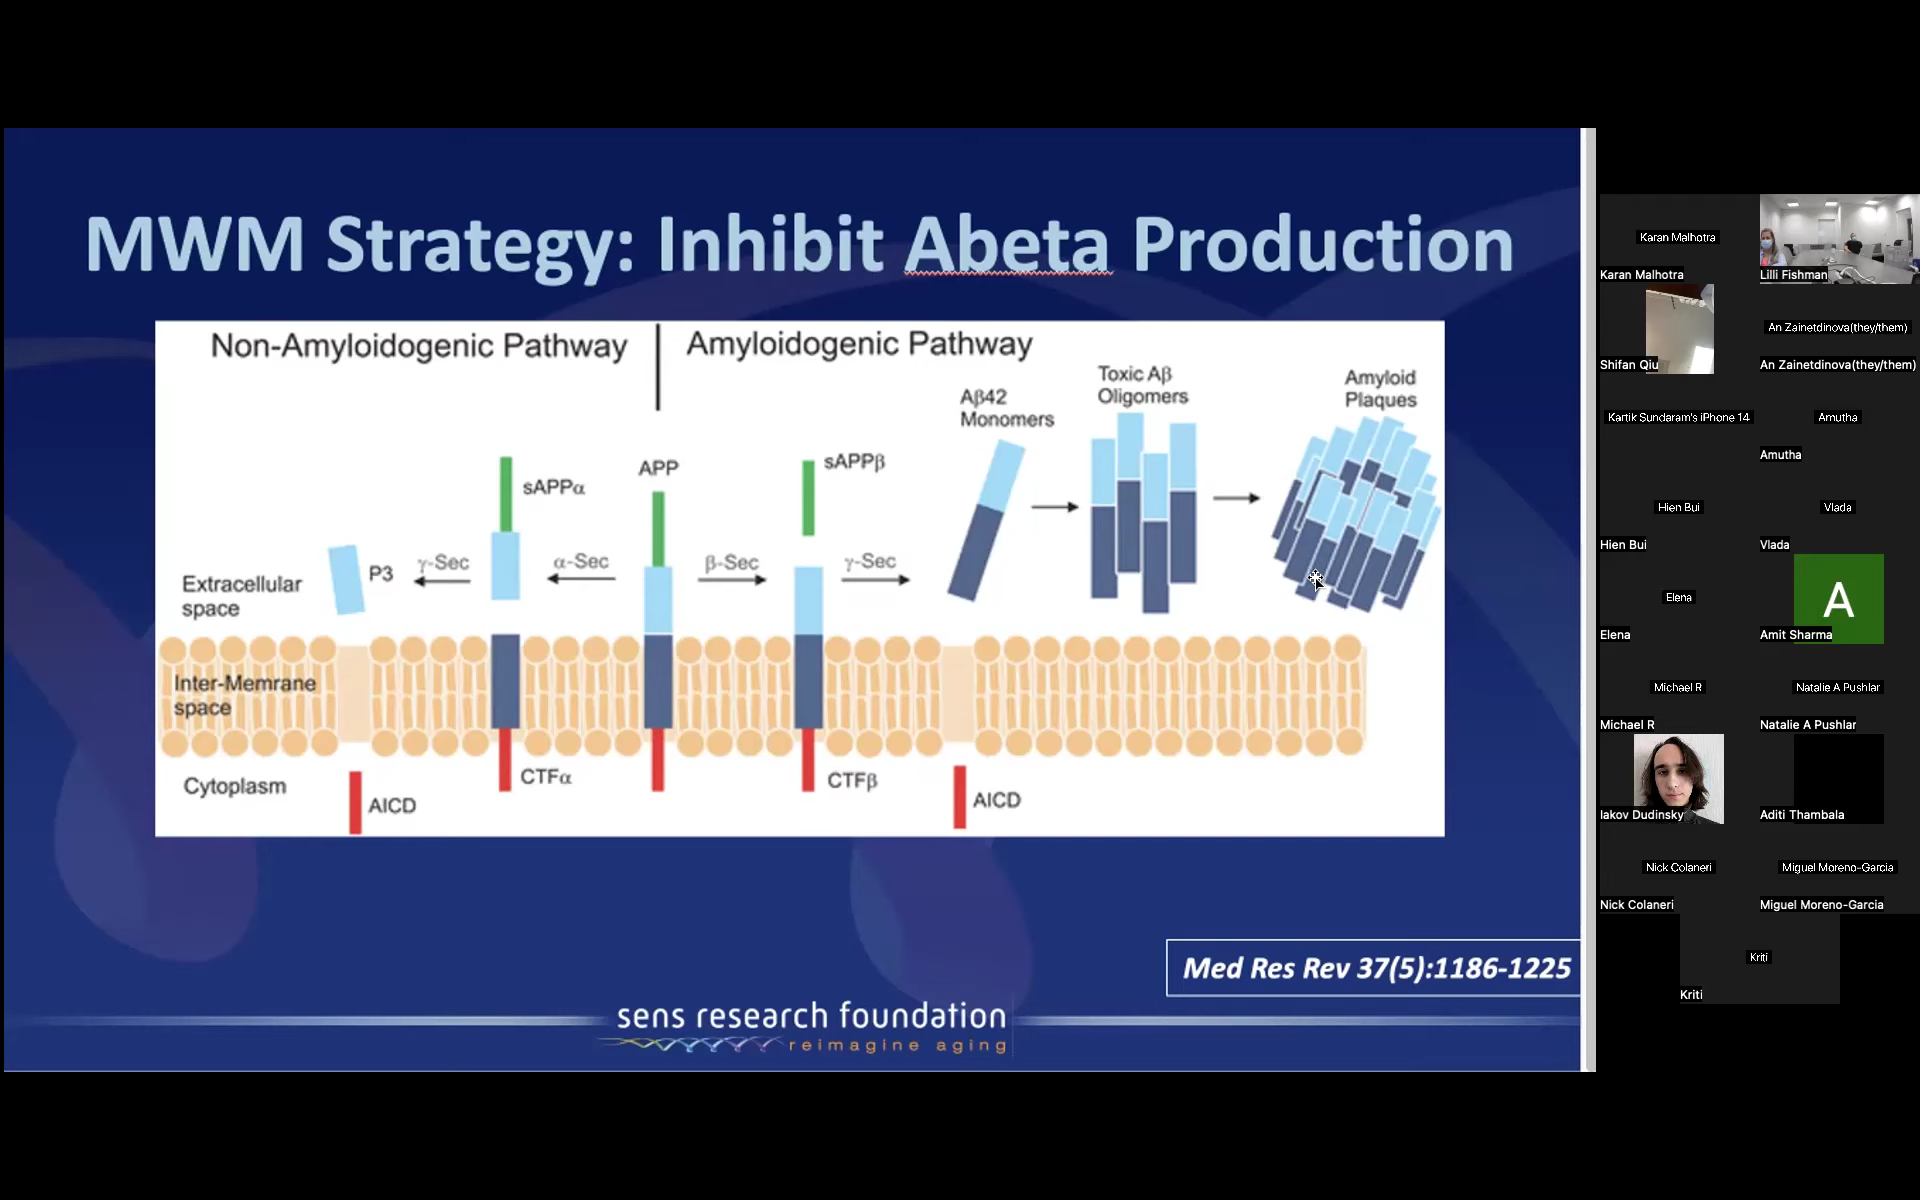 MWM Strategy: Inhibit Abeta Production
Non-Amyloidogenic Pathway
Amyloidogenic Pathway
Aβ42
Monomers
Toxic Aβ
Oligomers
Amyloid
Plaques
sAPPα
APP
sAPPβ
P3
γ-Sec
α-Sec
β-Sec
γ-Sec
Extracellular
space
Inter-Memrane
space
Cytoplasm
AICD
CTFα
CTFβ
AICD
Med Res Rev 37(5):1186-1225
sens research foundation
reimagine aging
Karan Malhotra
Karan Malhotra
Lilli Fishman
Shifan Qiu
An Zainetdinova(they/them)
An Zainetdinova(they/them)
Kartik Sundaram's iPhone 14
Amutha
Amutha
Hien Bui
Hien Bui
Vlada
Vlada
Elena
Elena
A
Amit Sharma
Michael R
Michael R
Natalie A Pushlar
Natalie A Pushlar
Iakov Dudinsky
Aditi Thambala
Nick Colaneri
Nick Colaneri
Miguel Moreno-Garcia
Miguel Moreno-Garcia
Kriti
Kriti